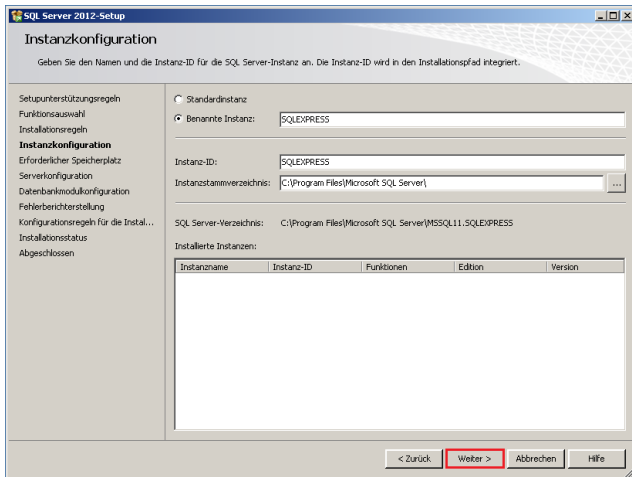 SQL Server 2012-Setup
Instanzkonfiguration
Geben Sie den Namen und die Instanz-ID für die SQL Server-Instanz an. Die Instanz-ID wird in den Installationspfad integriert.
Setupunterstützungsregeln
Funktionsauswahl
Installationsregeln
Instanzkonfiguration
Erforderlicher Speicherplatz
Serverkonfiguration
Datenbankmodulkonfiguration
Fehlerberichterstellung
Konfigurationsregeln für die Instal...
Installationsstatus
Abgeschlossen
Standardinstanz
Benannte Instanz: SQLEXPRESS
Instanz-ID: SQLEXPRESS
Instanzstammverzeichnis: C:\Program Files\Microsoft SQL Server\ ...
SQL Server-Verzeichnis: C:\Program Files\Microsoft SQL Server\MSSQL11.SQLEXPRESS
Installierte Instanzen:
Instanzname Instanz-ID Funktionen Edition Version
< Zurück Weiter > Abbrechen Hilfe